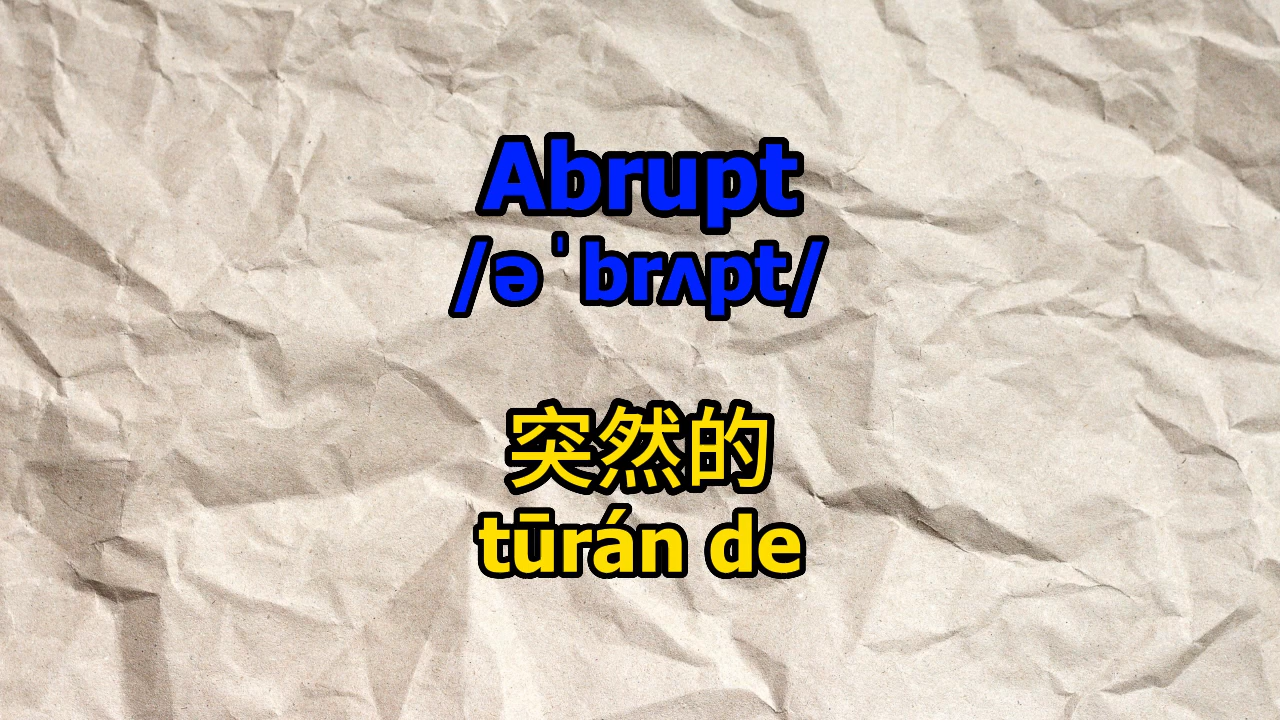 Abrupt
/əˈbrʌpt/
突然的
tūrán de